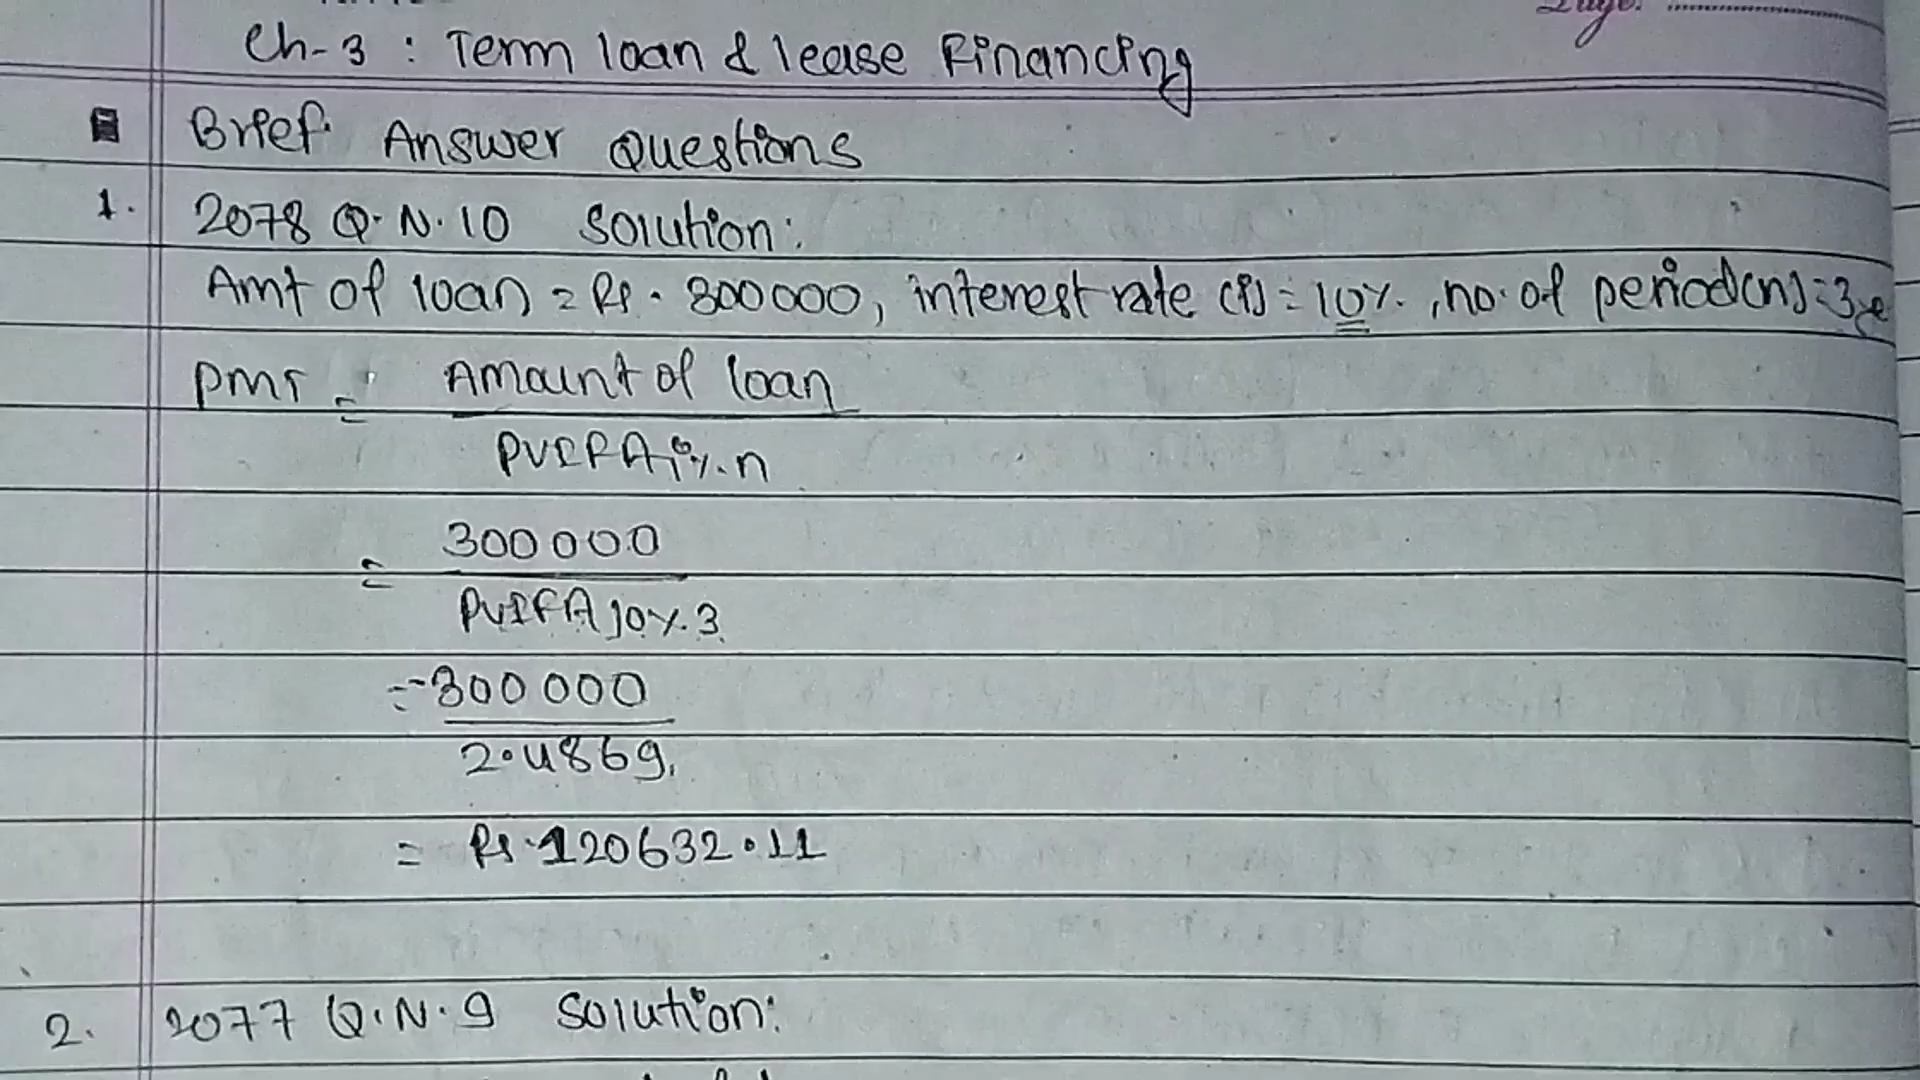 Page:
Ch-3 : Term loan & lease Financing
Brief Answer Questions
1. 2078 Q.N.10 Solution:
Amt of loan = Rs. 300000, interest rate (i) = 10%, no. of period(n) = 3
PMT = Amount of loan
PVIFA i%.n
= 300000
PVIFA 10%.3
= 300000
2.4869
= Rs.120632.11
2. 2077 Q.N.9 Solution: